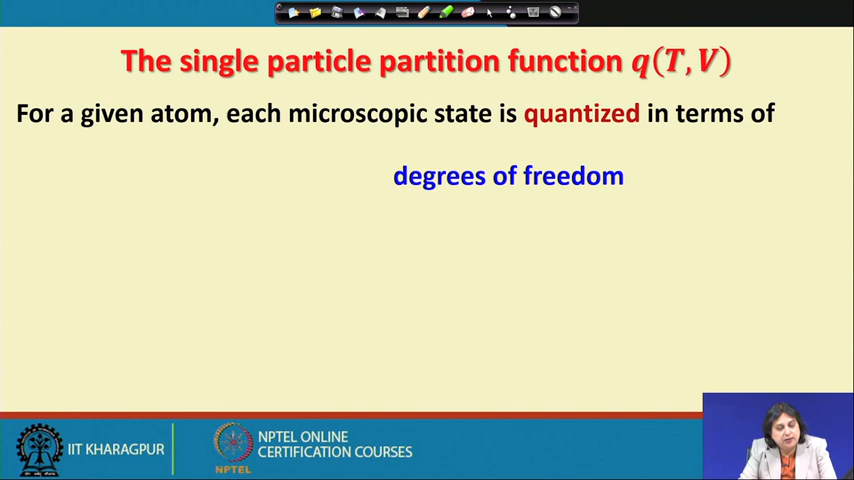 The single particle partition function q(T, V)
For a given atom, each microscopic state is quantized in terms of
degrees of freedom
IIT KHARAGPUR
NPTEL
NPTEL ONLINE
CERTIFICATION COURSES